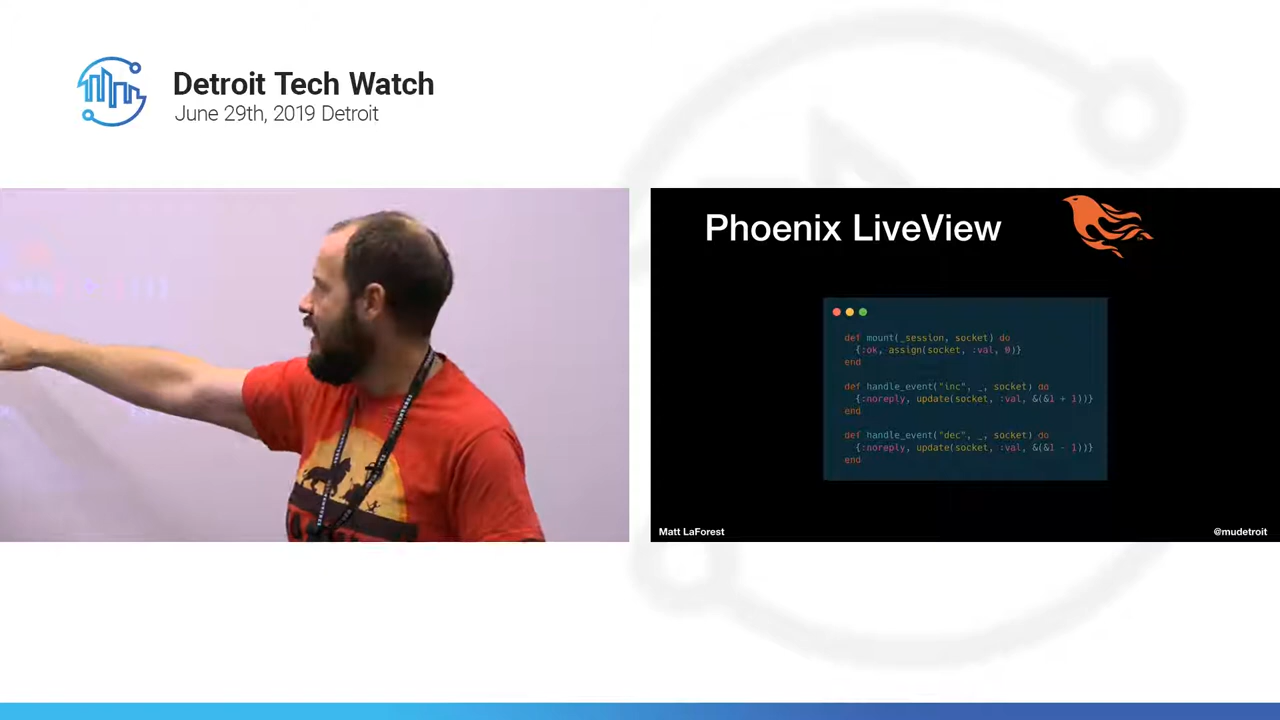 Detroit Tech Watch
June 29th, 2019 Detroit
Phoenix LiveView
def mount(_session, socket) do
{:ok, assign(socket, :val, 0)}
end
def handle_event("inc", _, socket) do
{:noreply, update(socket, :val, &(&1 + 1))}
end
def handle_event("dec", _, socket) do
{:noreply, update(socket, :val, &(&1 - 1))}
end
Matt LaForest
@mudetroit